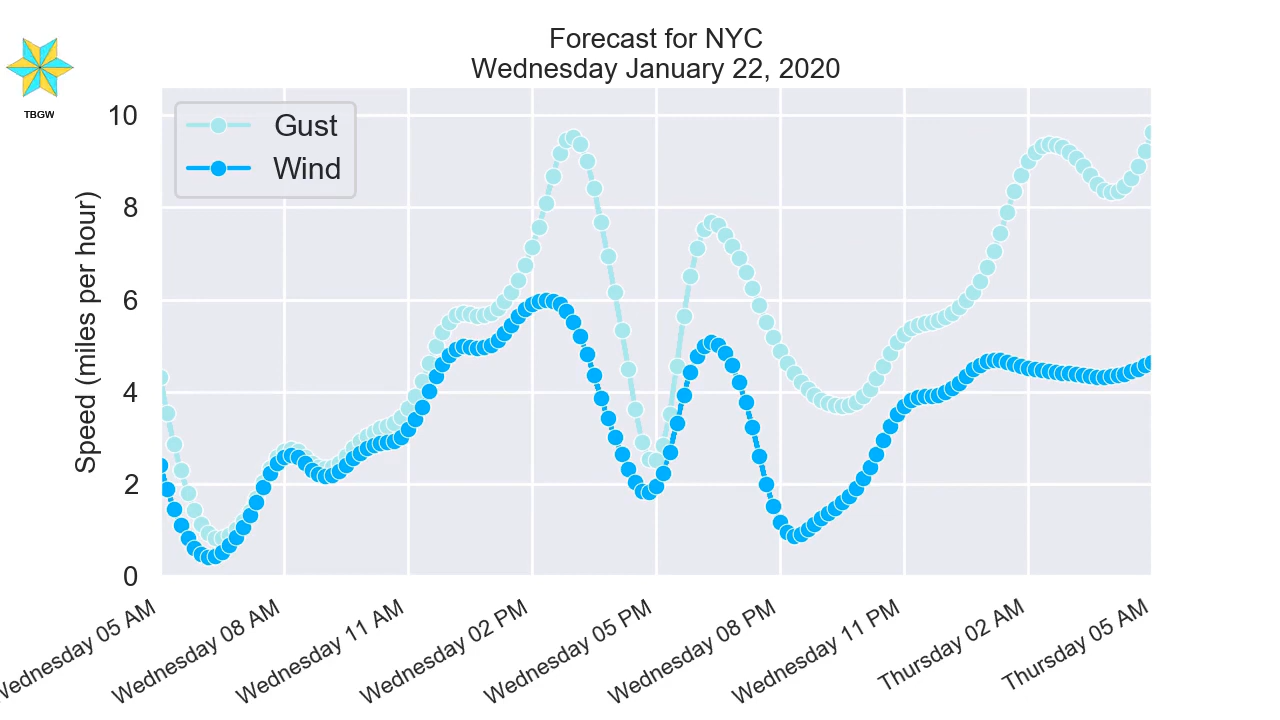 Forecast for NYC
Wednesday January 22, 2020
TBGW
Gust
Wind
Speed (miles per hour)
10
8
6
4
2
0
Wednesday 05 AM
Wednesday 08 AM
Wednesday 11 AM
Wednesday 02 PM
Wednesday 05 PM
Wednesday 08 PM
Wednesday 11 PM
Thursday 02 AM
Thursday 05 AM